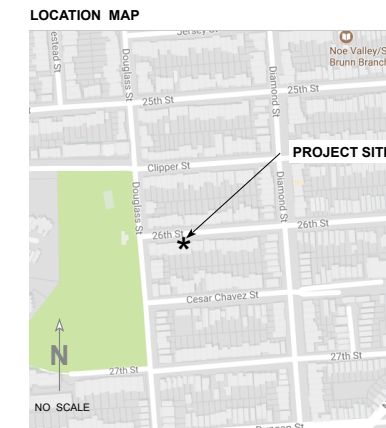 LOCATION MAP
Jersey St
estead St
Douglass St
Noe Valley/S
Brunn Branch
Diamond St
25th St
25th St
PROJECT SITE
Clipper St
Douglass St
Diamond St
26th St
26th St
Cesar Chavez St
N
27th St
27th St
NO SCALE
Duncan St